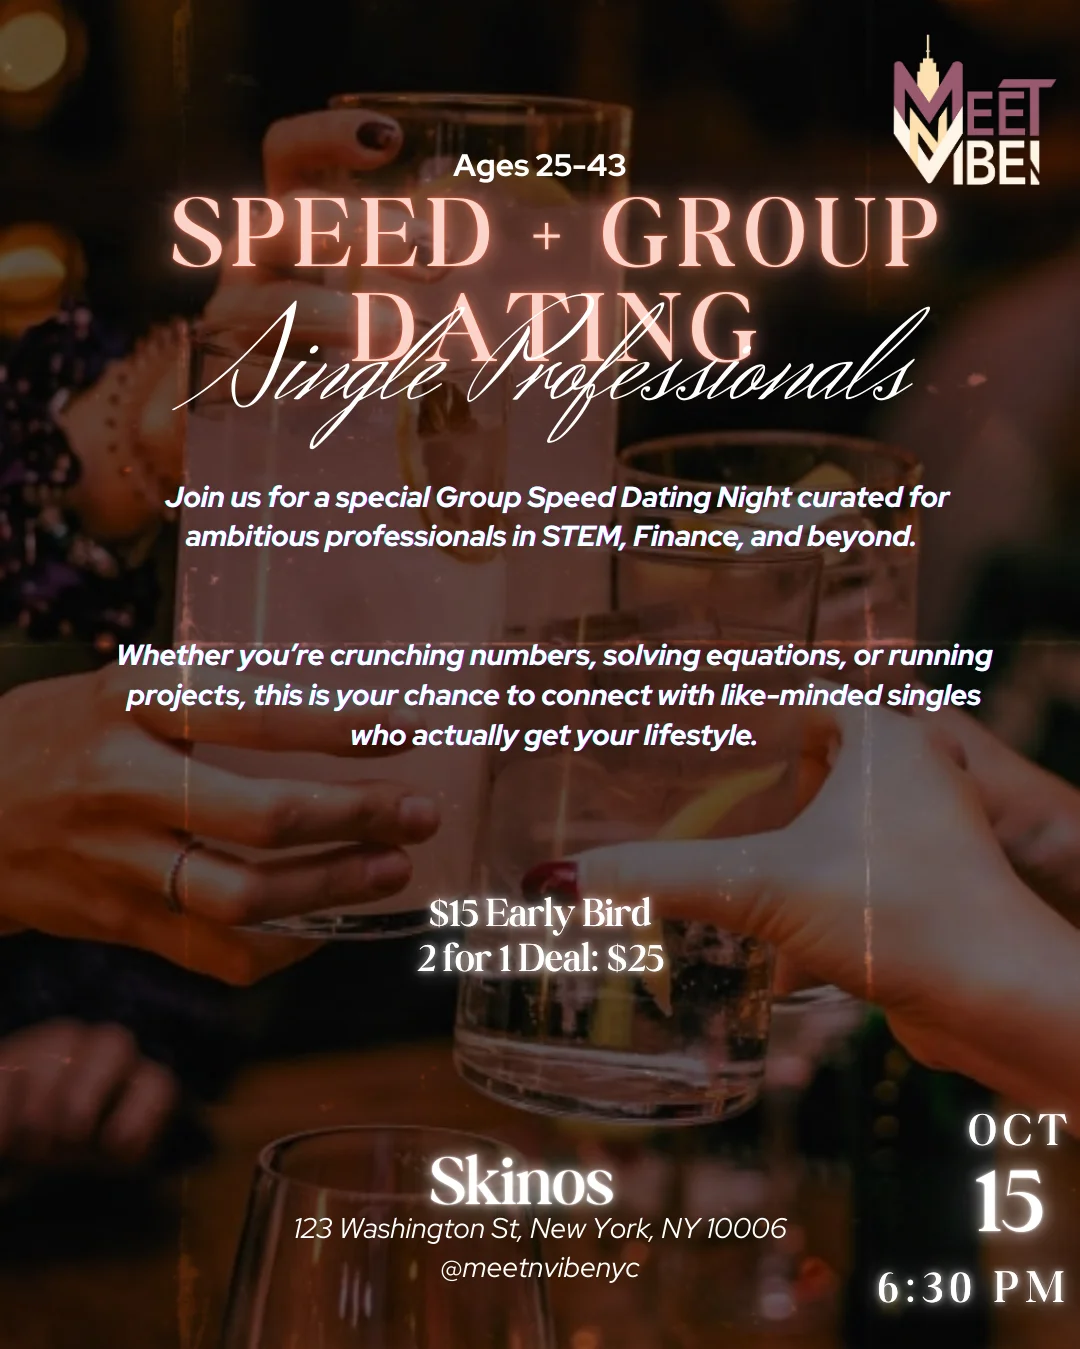 MEET
N
VIBE!
Ages 25-43
SPEED + GROUP
DATING
Single Professionals
Join us for a special Group Speed Dating Night curated for
ambitious professionals in STEM, Finance, and beyond.
Whether you’re crunching numbers, solving equations, or running
projects, this is your chance to connect with like-minded singles
who actually get your lifestyle.
$15 Early Bird
2 for 1 Deal: $25
Skinos
123 Washington St, New York, NY 10006
@meetnvibenyc
OCT
15
6:30 PM